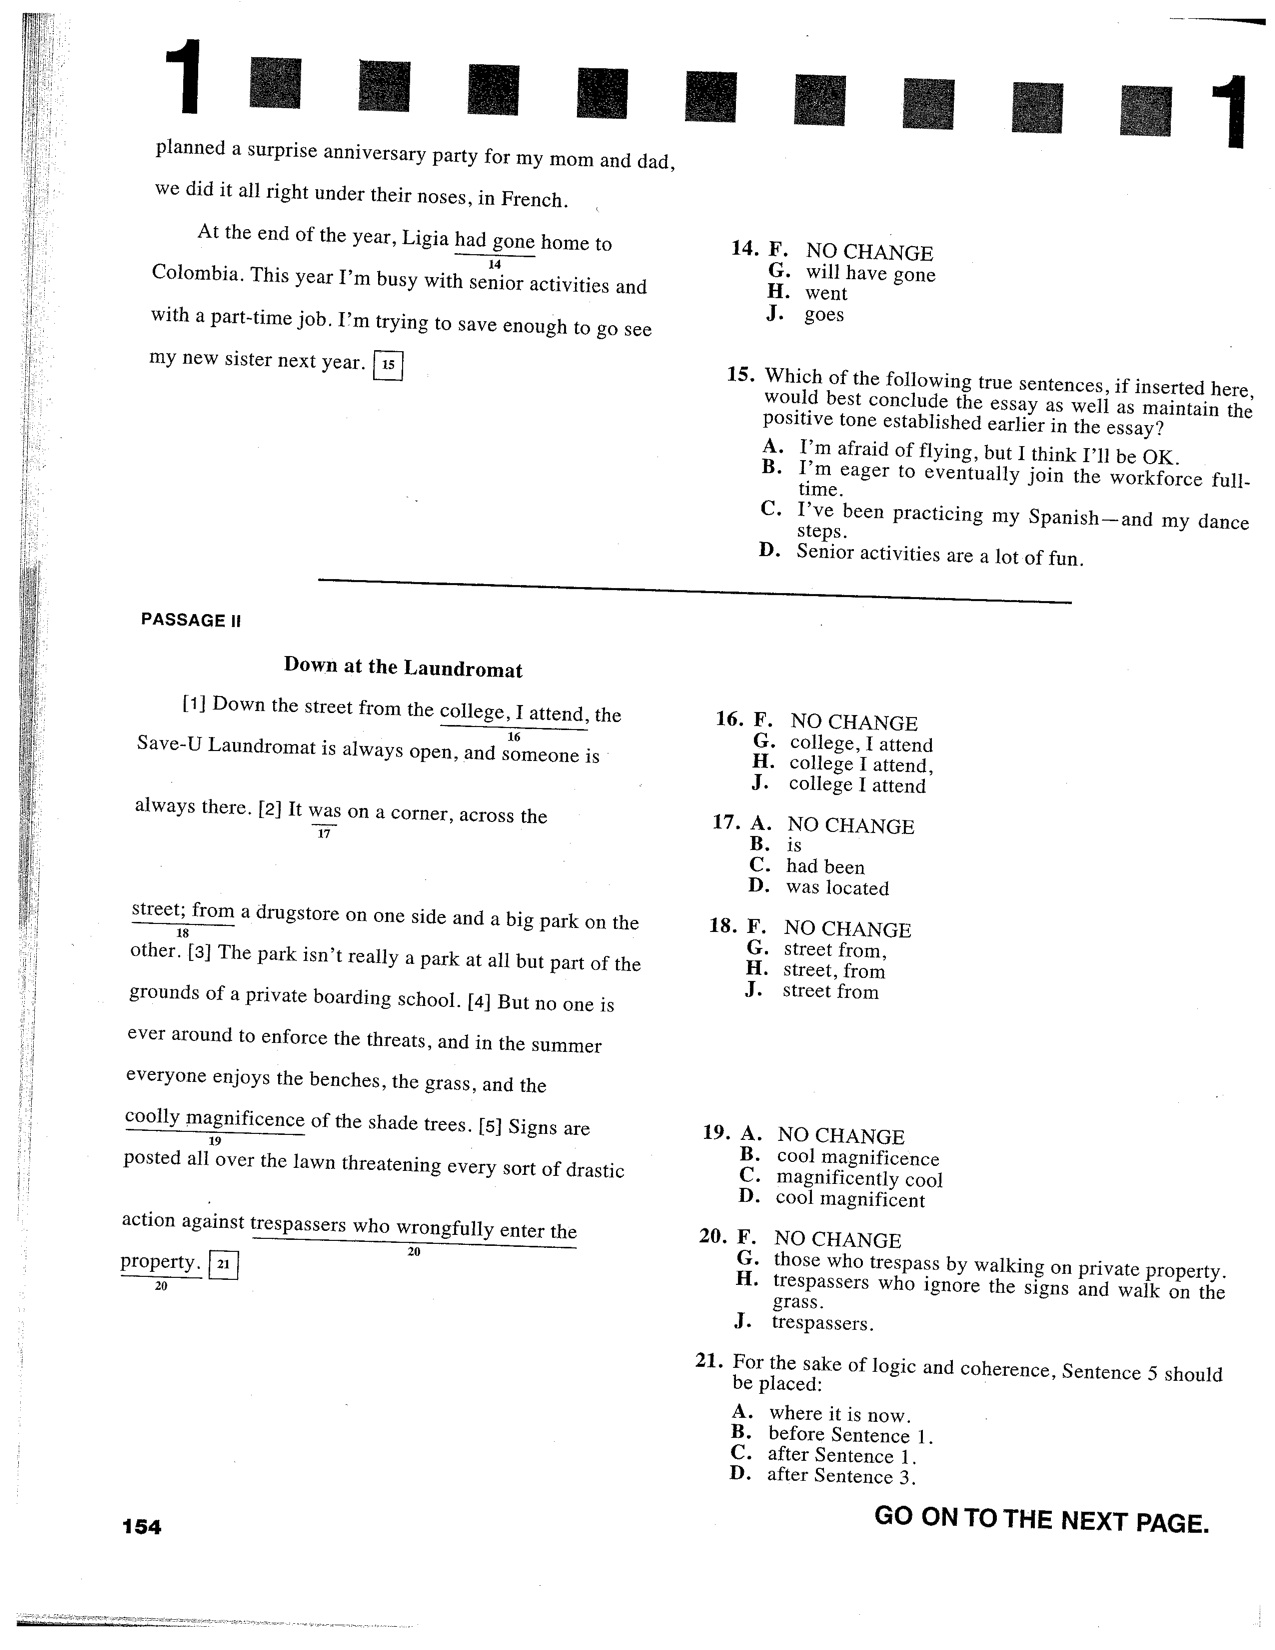 1 1
planned a surprise anniversary party for my mom and dad,
we did it all right under their noses, in French.
At the end of the year, Ligia had gone home to
14
Colombia. This year I'm busy with senior activities and
with a part-time job. I'm trying to save enough to go see
my new sister next year. 15
14. F. NO CHANGE
G. will have gone
H. went
J. goes
15. Which of the following true sentences, if inserted here,
would best conclude the essay as well as maintain the
positive tone established earlier in the essay?
A. I'm afraid of flying, but I think I'll be OK.
B. I'm eager to eventually join the workforce full-
time.
C. I've been practicing my Spanish—and my dance
steps.
D. Senior activities are a lot of fun.
PASSAGE II
Down at the Laundromat
[1] Down the street from the college, I attend, the
16
Save-U Laundromat is always open, and someone is
always there. [2] It was on a corner, across the
17
street; from a drugstore on one side and a big park on the
18
other. [3] The park isn't really a park at all but part of the
grounds of a private boarding school. [4] But no one is
ever around to enforce the threats, and in the summer
everyone enjoys the benches, the grass, and the
coolly magnificence of the shade trees. [5] Signs are
19
posted all over the lawn threatening every sort of drastic
action against trespassers who wrongfully enter the
20
property. 21
20
16. F. NO CHANGE
G. college, I attend
H. college I attend,
J. college I attend
17. A. NO CHANGE
B. is
C. had been
D. was located
18. F. NO CHANGE
G. street from,
H. street, from
J. street from
19. A. NO CHANGE
B. cool magnificence
C. magnificently cool
D. cool magnificent
20. F. NO CHANGE
G. those who trespass by walking on private property.
H. trespassers who ignore the signs and walk on the
grass.
J. trespassers.
21. For the sake of logic and coherence, Sentence 5 should
be placed:
A. where it is now.
B. before Sentence 1.
C. after Sentence 1.
D. after Sentence 3.
154
GO ON TO THE NEXT PAGE.